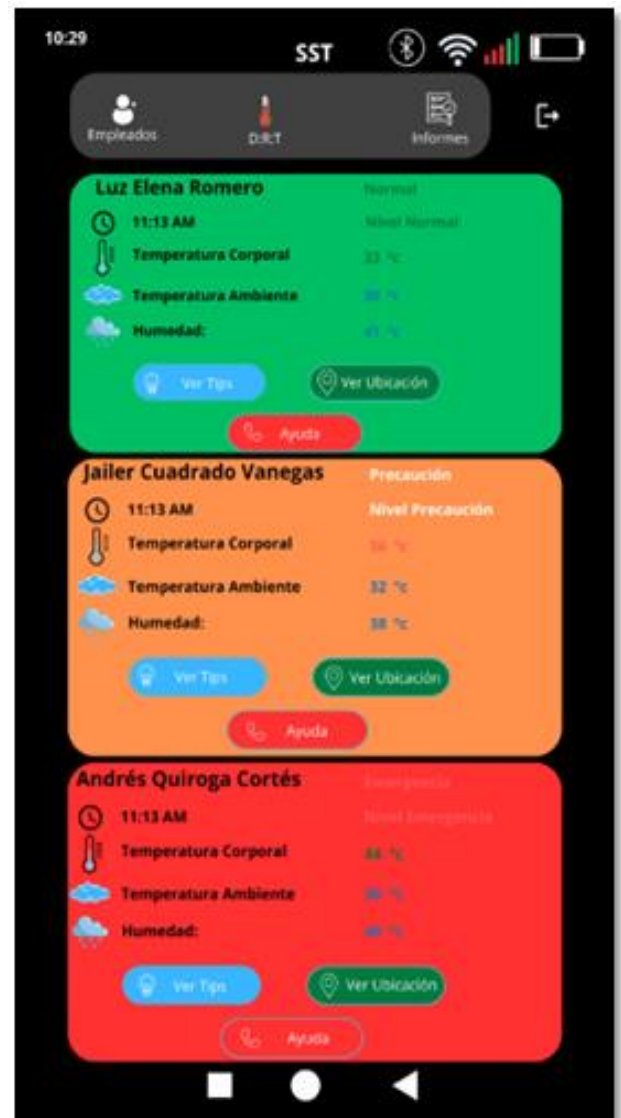 10:29
SST
Empleados
D:R:T
Informes
Luz Elena Romero Normal
11:13 AM Nivel Normal
Temperatura Corporal 33 °c
Temperatura Ambiente °c
Humedad: °c
Ver Tips Ver Ubicación
Ayuda
Jailer Cuadrado Vanegas Precaución
11:13 AM Nivel Precaución
Temperatura Corporal °c
Temperatura Ambiente 32 °c
Humedad: 38 °c
Ver Tips Ver Ubicación
Ayuda
Andrés Quiroga Cortés Emergencia
11:13 AM Nivel Emergencia
Temperatura Corporal °c
Temperatura Ambiente °c
Humedad: °c
Ver Tips Ver Ubicación
Ayuda